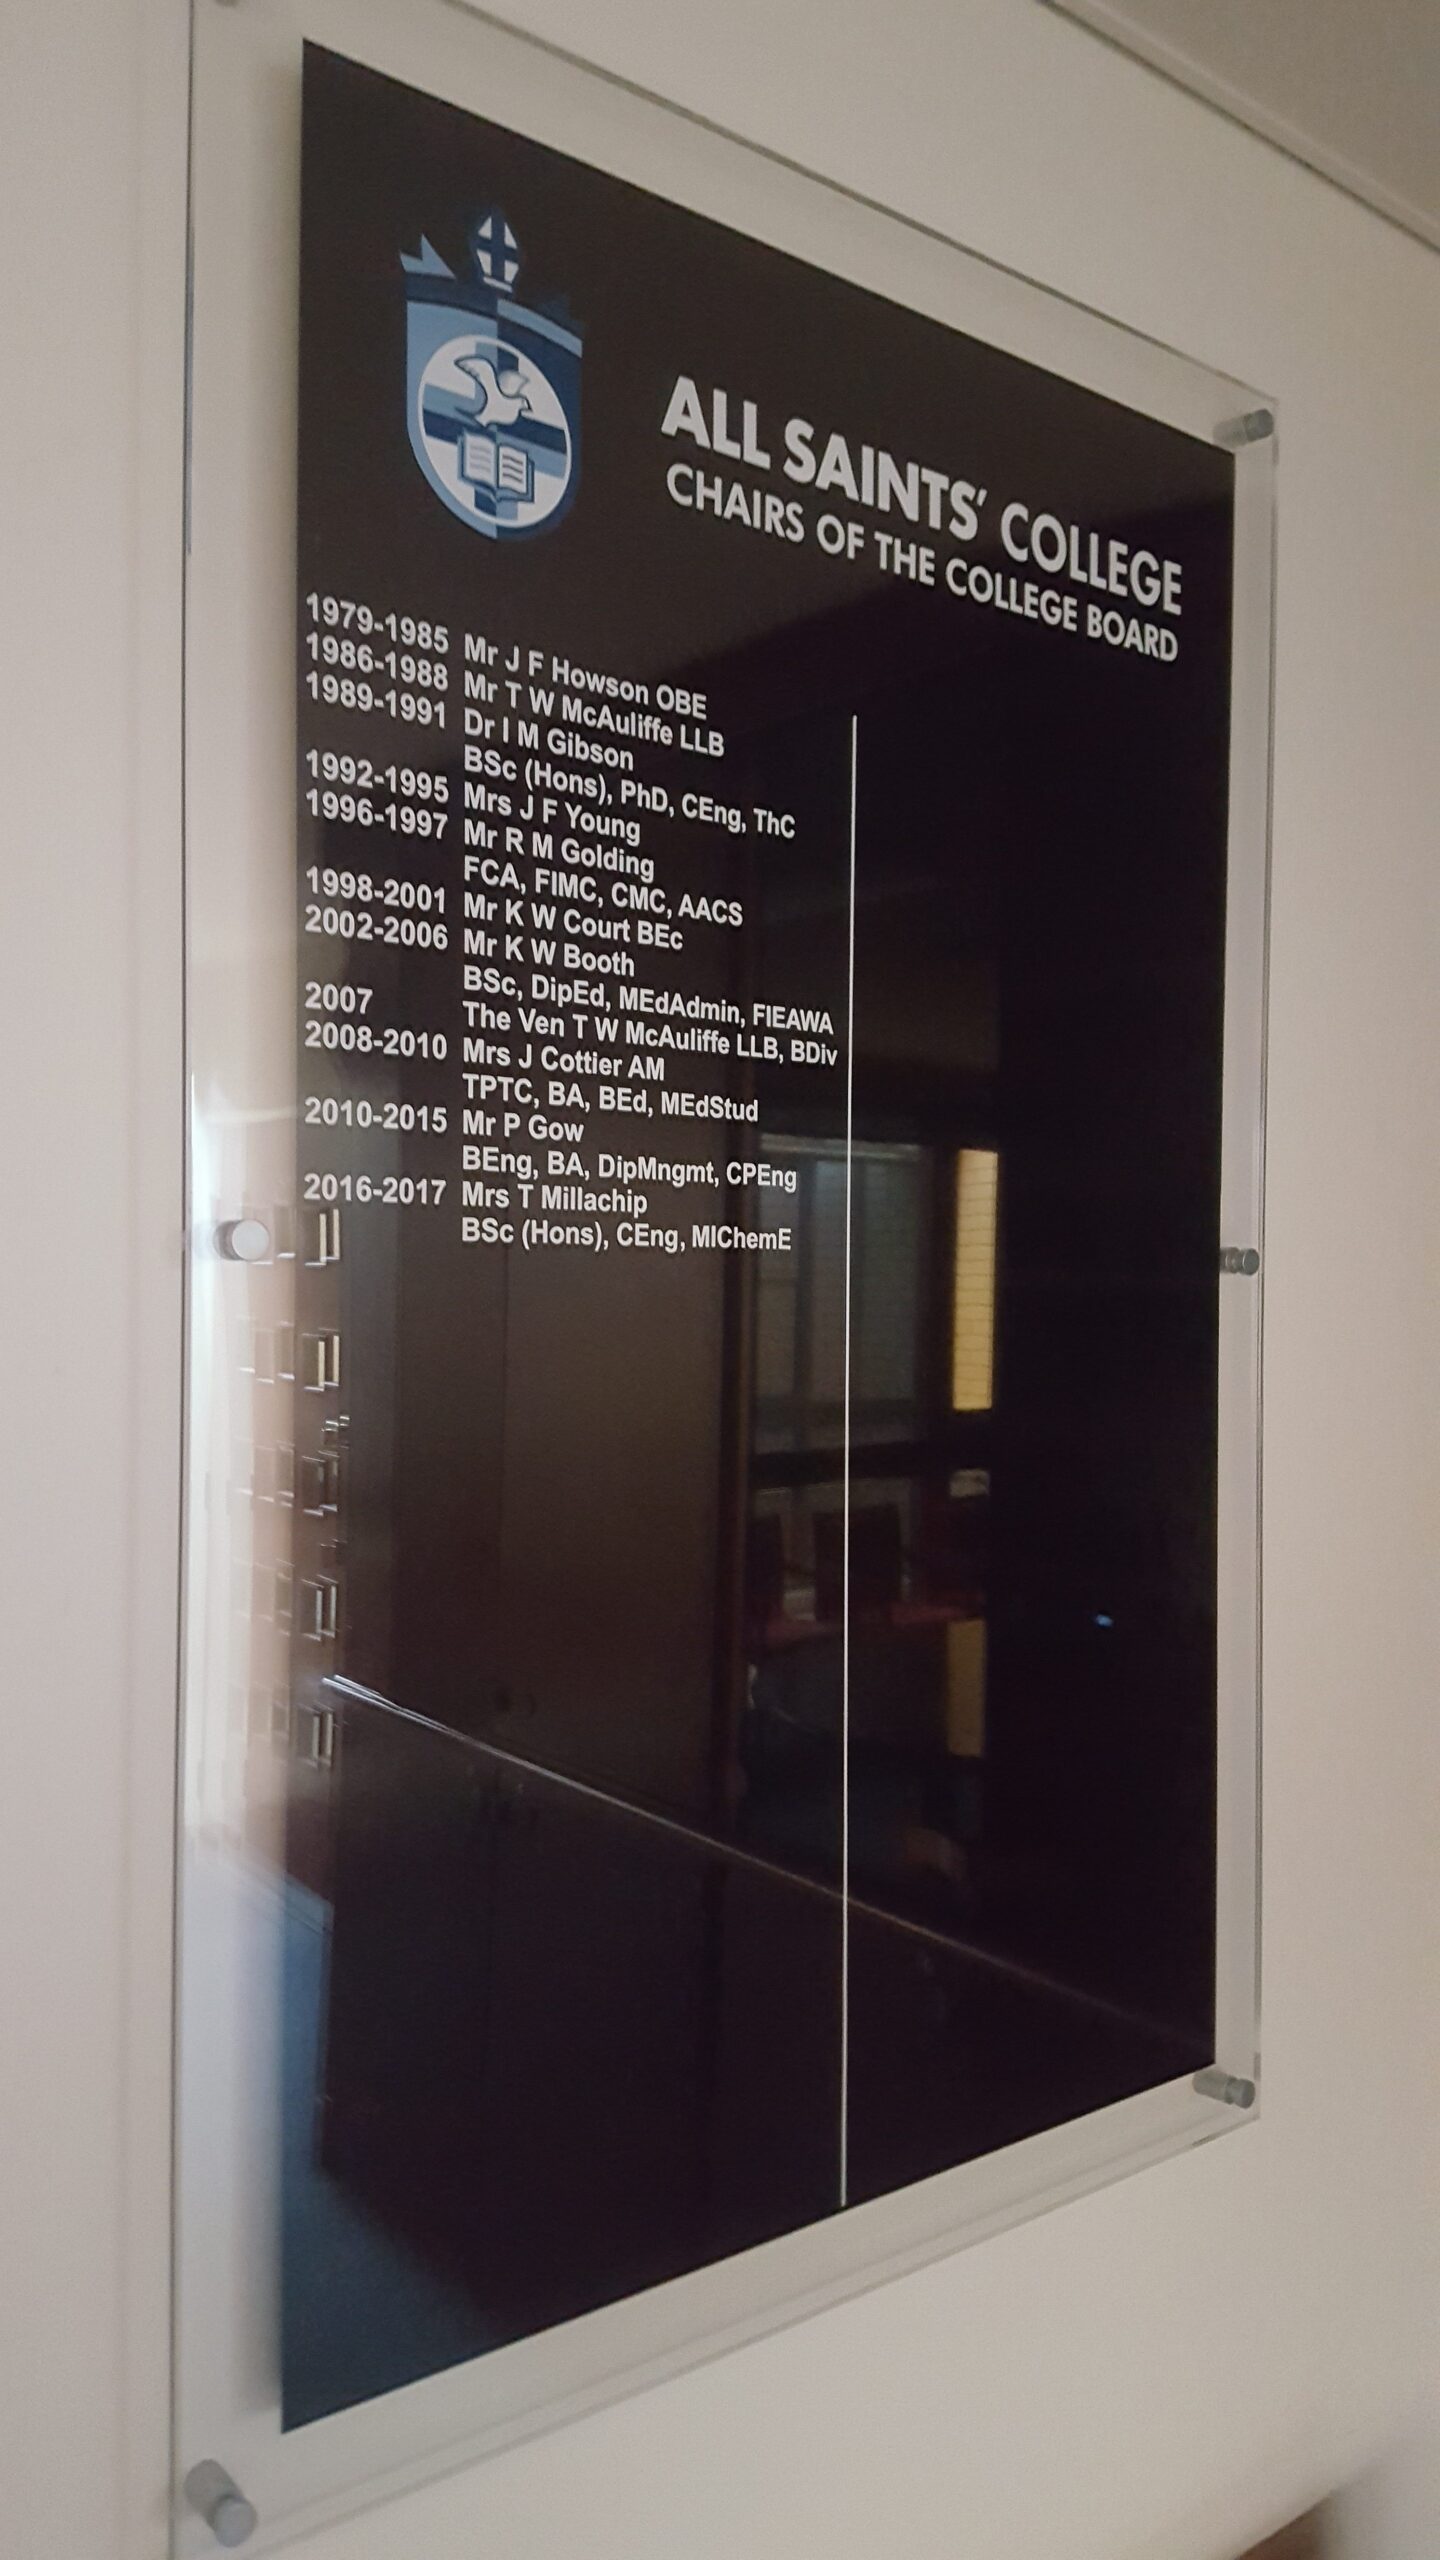 ALL SAINTS' COLLEGE
CHAIRS OF THE COLLEGE BOARD
1979-1985 Mr J F Howson OBE
1986-1988 Mr T W McAuliffe LLB
1989-1991 Dr I M Gibson
BSc (Hons), PhD, CEng, ThC
1992-1995 Mrs J F Young
1996-1997 Mr R M Golding
FCA, FIMC, CMC, AACS
1998-2001 Mr K W Court BEc
2002-2006 Mr K W Booth
BSc, DipEd, MEdAdmin, FIEAWA
2007 The Ven T W McAuliffe LLB, BDiv
2008-2010 Mrs J Cottier AM
TPTC, BA, BEd, MEdStud
2010-2015 Mr P Gow
BEng, BA, DipMngmt, CPEng
2016-2017 Mrs T Millachip
BSc (Hons), CEng, MIChemE